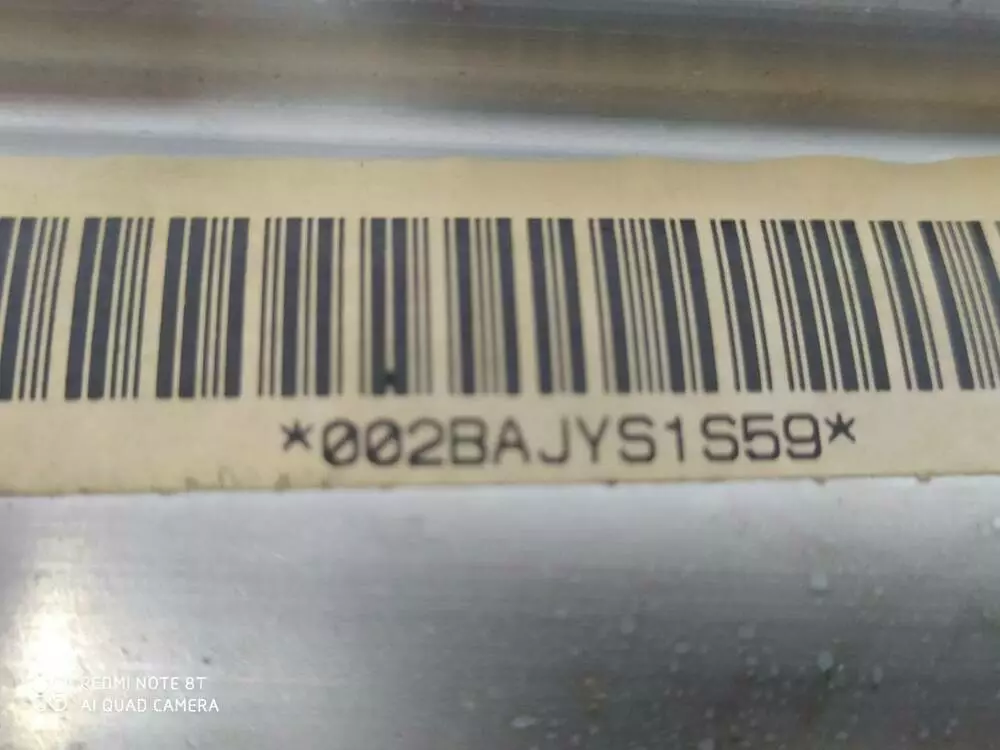 *002BAJYS1S59*
REDMI NOTE 8T
AI QUAD CAMERA